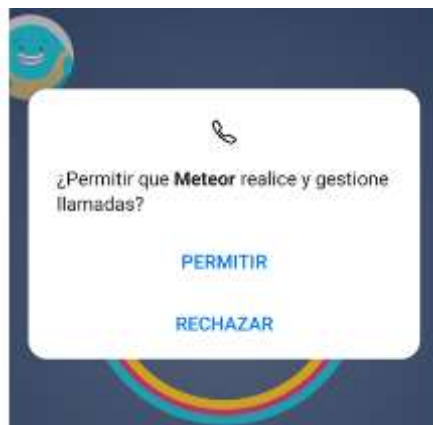 ¿Permitir que Meteor realice y gestione
llamadas?
PERMITIR
RECHAZAR